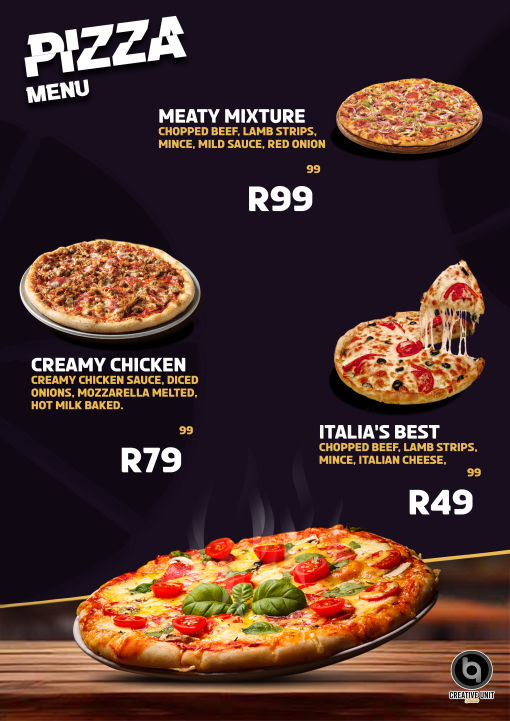 PIZZA
MENU
MEATY MIXTURE
CHOPPED BEEF, LAMB STRIPS,
MINCE, MILD SAUCE, RED ONION
99
R99
CREAMY CHICKEN
CREAMY CHICKEN SAUCE, DICED
ONIONS, MOZZARELLA MELTED,
HOT MILK BAKED.
99
R79
ITALIA'S BEST
CHOPPED BEEF, LAMB STRIPS,
MINCE, ITALIAN CHEESE,
99
R49
CREATIVE UNIT